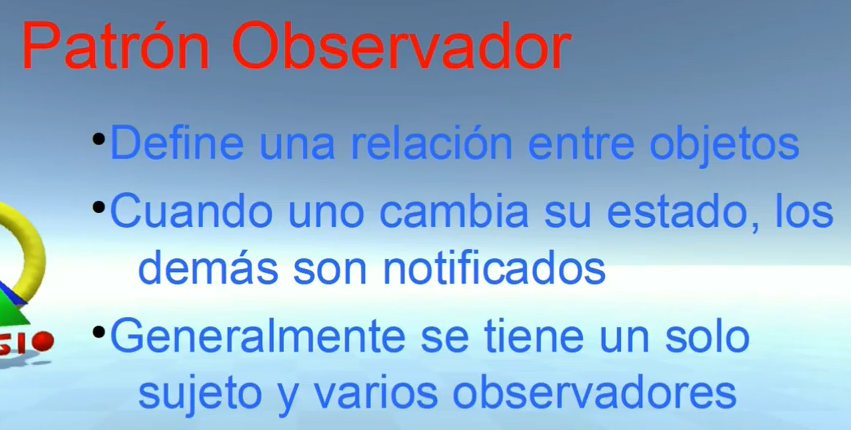 Patrón Observador
•Define una relación entre objetos
•Cuando uno cambia su estado, los
demás son notificados
•Generalmente se tiene un solo
sujeto y varios observadores